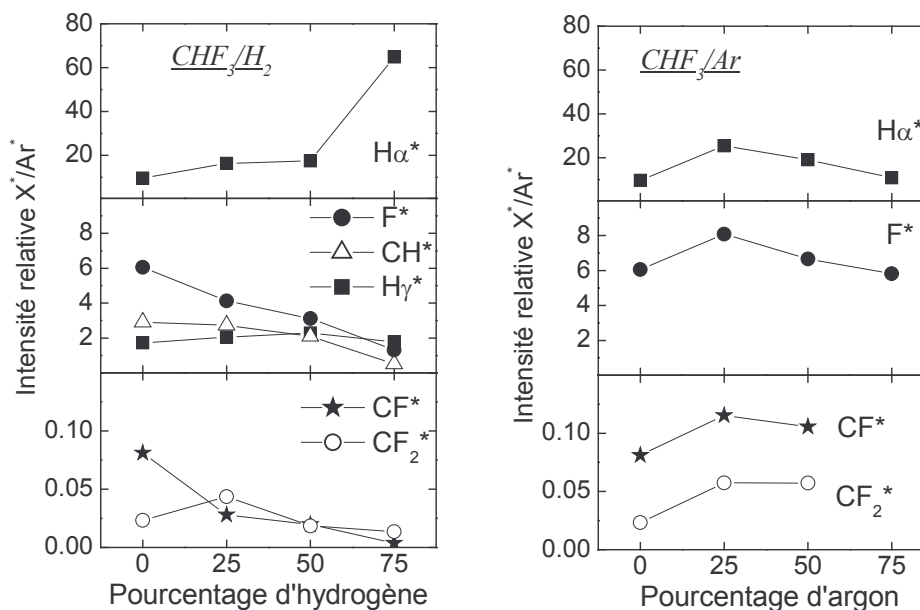 Intensité relative X*/Ar*
80
60
40
20
CHF3/H2
Hα*
8
6
4
2
F*
CH*
Hγ*
0.10
0.05
0.00
CF*
CF2*
0 25 50 75
Pourcentage d'hydrogène
Intensité relative X*/Ar*
80
60
40
20
CHF3/Ar
Hα*
8
6
4
2
F*
0.10
0.05
0.00
CF*
CF2*
0 25 50 75
Pourcentage d'argon